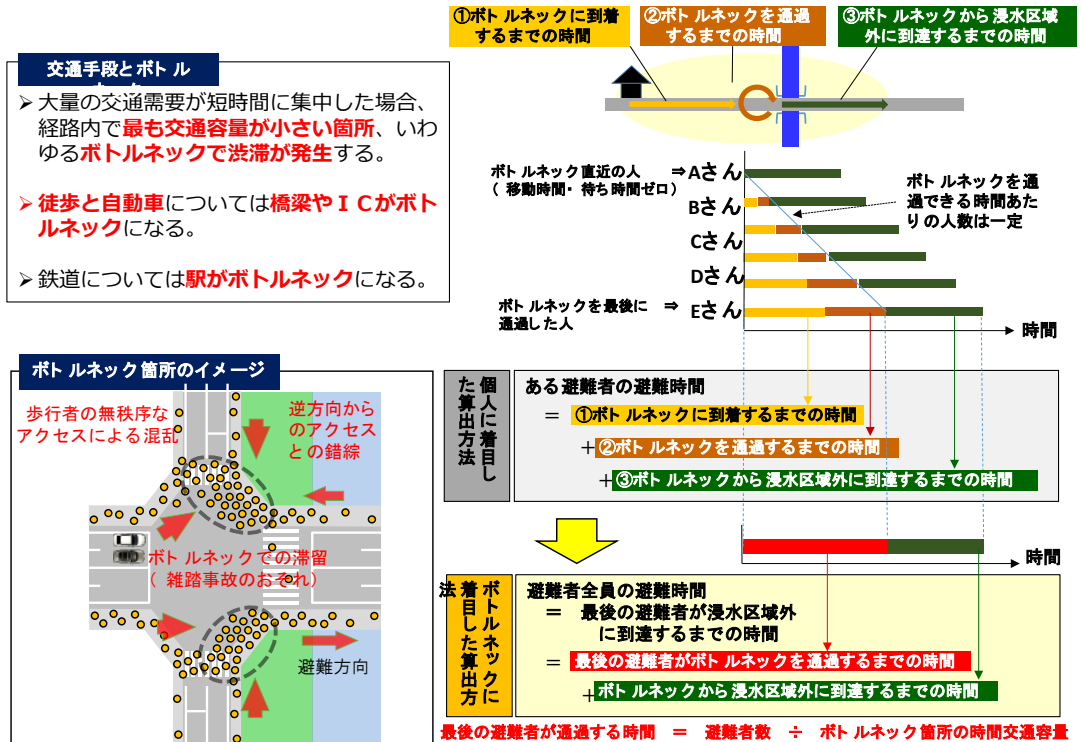 交通手段とボトル
➢大量の交通需要が短時間に集中した場合、
経路内で最も交通容量が小さい箇所、いわ
ゆるボトルネックで渋滞が発生する。
➢徒歩と自動車については橋梁やＩＣがボト
ルネックになる。
➢鉄道については駅がボトルネックになる。
①ボトルネックに到着
するまでの時間
②ボトルネックを通過
するまでの時間
③ボトルネックから浸水区域
外に到達するまでの時間
ボトルネック直近の人
（移動時間・待ち時間ゼロ）
⇒Aさん
Bさん
Cさん
Dさん
ボトルネックを最後に
通過した人
⇒ Eさん
ボトルネックを通
過できる時間あた
りの人数は一定
時間
ボトルネック箇所のイメージ
歩行者の無秩序な
アクセスによる混乱
逆方向から
のアクセス
との錯綜
ボトルネックでの滞留
（雑踏事故のおそれ）
避難方向
個人に着目し
た算出方法
ある避難者の避難時間
＝ ①ボトルネックに到着するまでの時間
＋②ボトルネックを通過するまでの時間
＋③ボトルネックから浸水区域外に到達するまでの時間
時間
ボトルネックに
着目した算出方
法
避難者全員の避難時間
＝ 最後の避難者が浸水区域外
に到達するまでの時間
＝ 最後の避難者がボトルネックを通過するまでの時間
＋ボトルネックから浸水区域外に到達するまでの時間
最後の避難者が通過する時間 ＝ 避難者数 ÷ ボトルネック箇所の時間交通容量